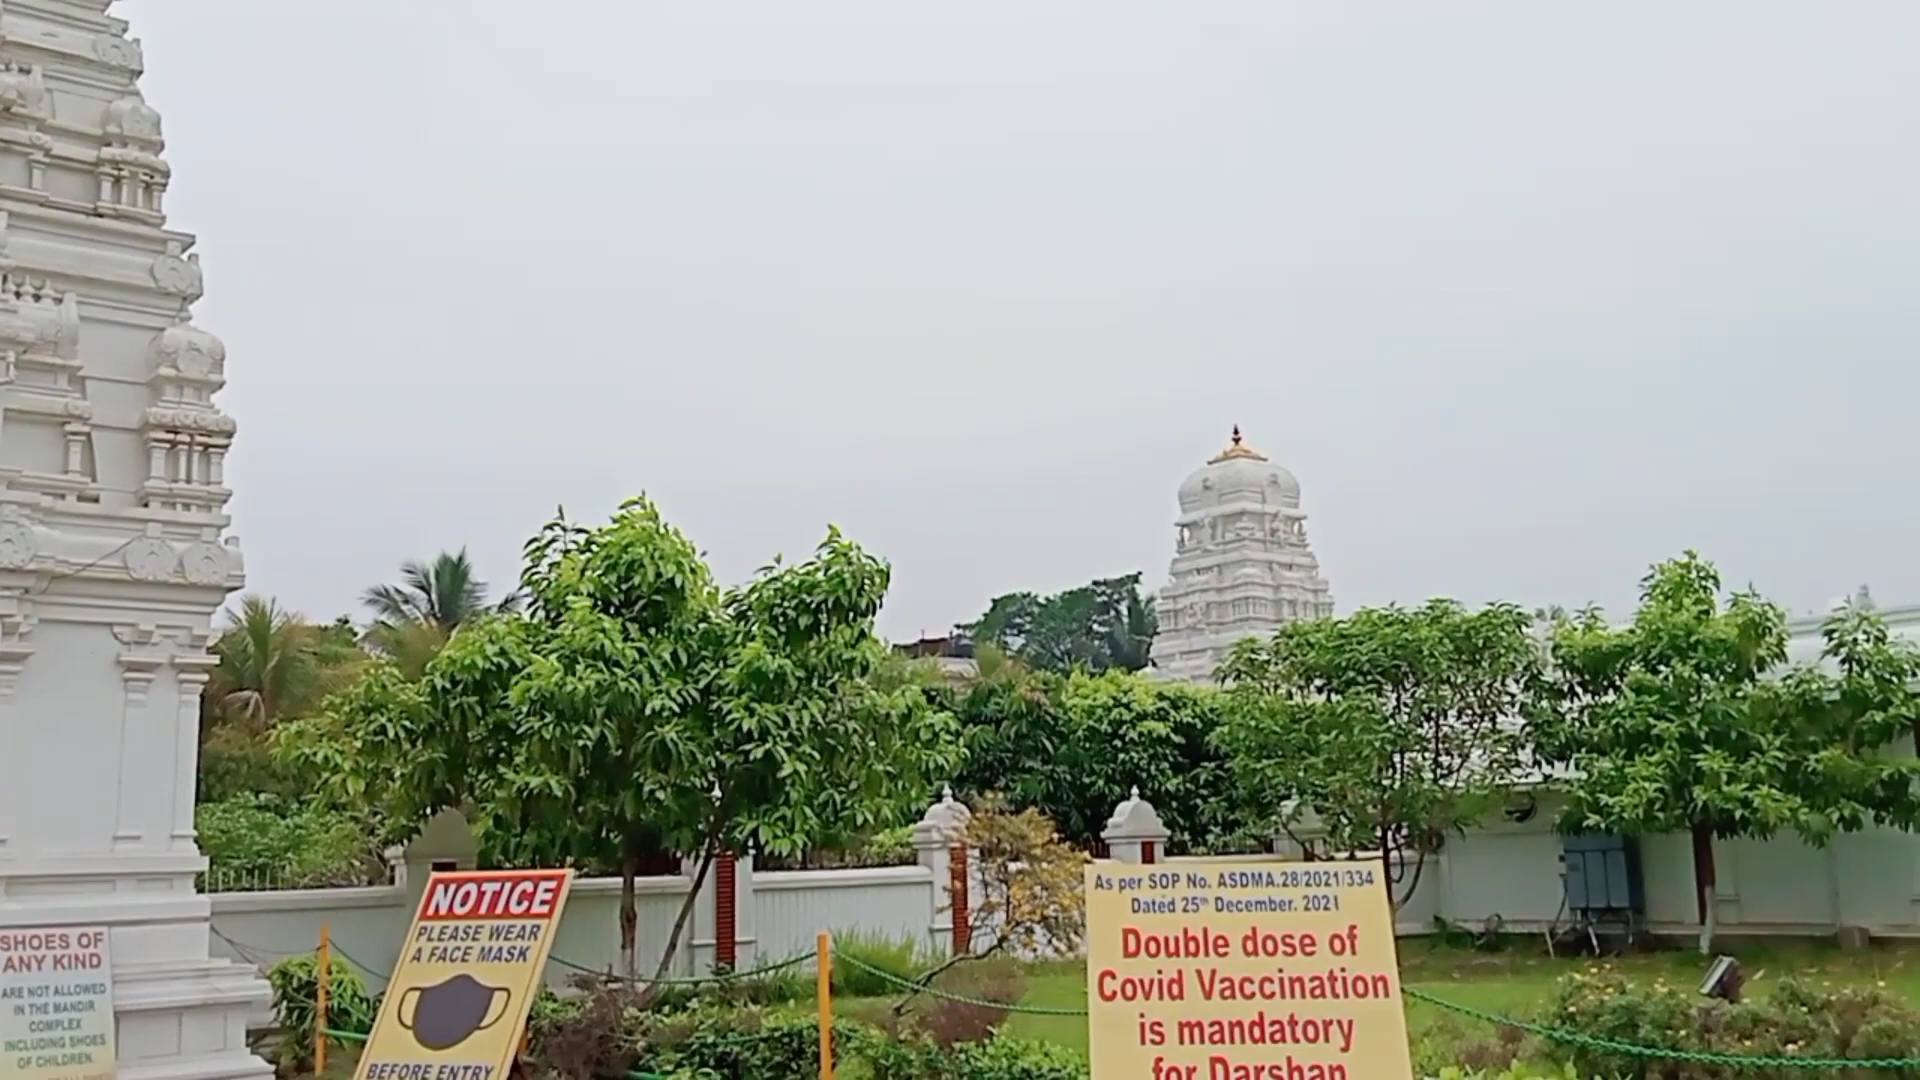 SHOES OF
ANY KIND
ARE NOT ALLOWED
IN THE MANDIR
COMPLEX
INCLUDING SHOES
OF CHILDREN.
NOTICE
PLEASE WEAR
A FACE MASK
BEFORE ENTRY
As per SOP No. ASDMA.28/2021/334
Dated 25th December. 2021
Double dose of
Covid Vaccination
is mandatory
for Darshan